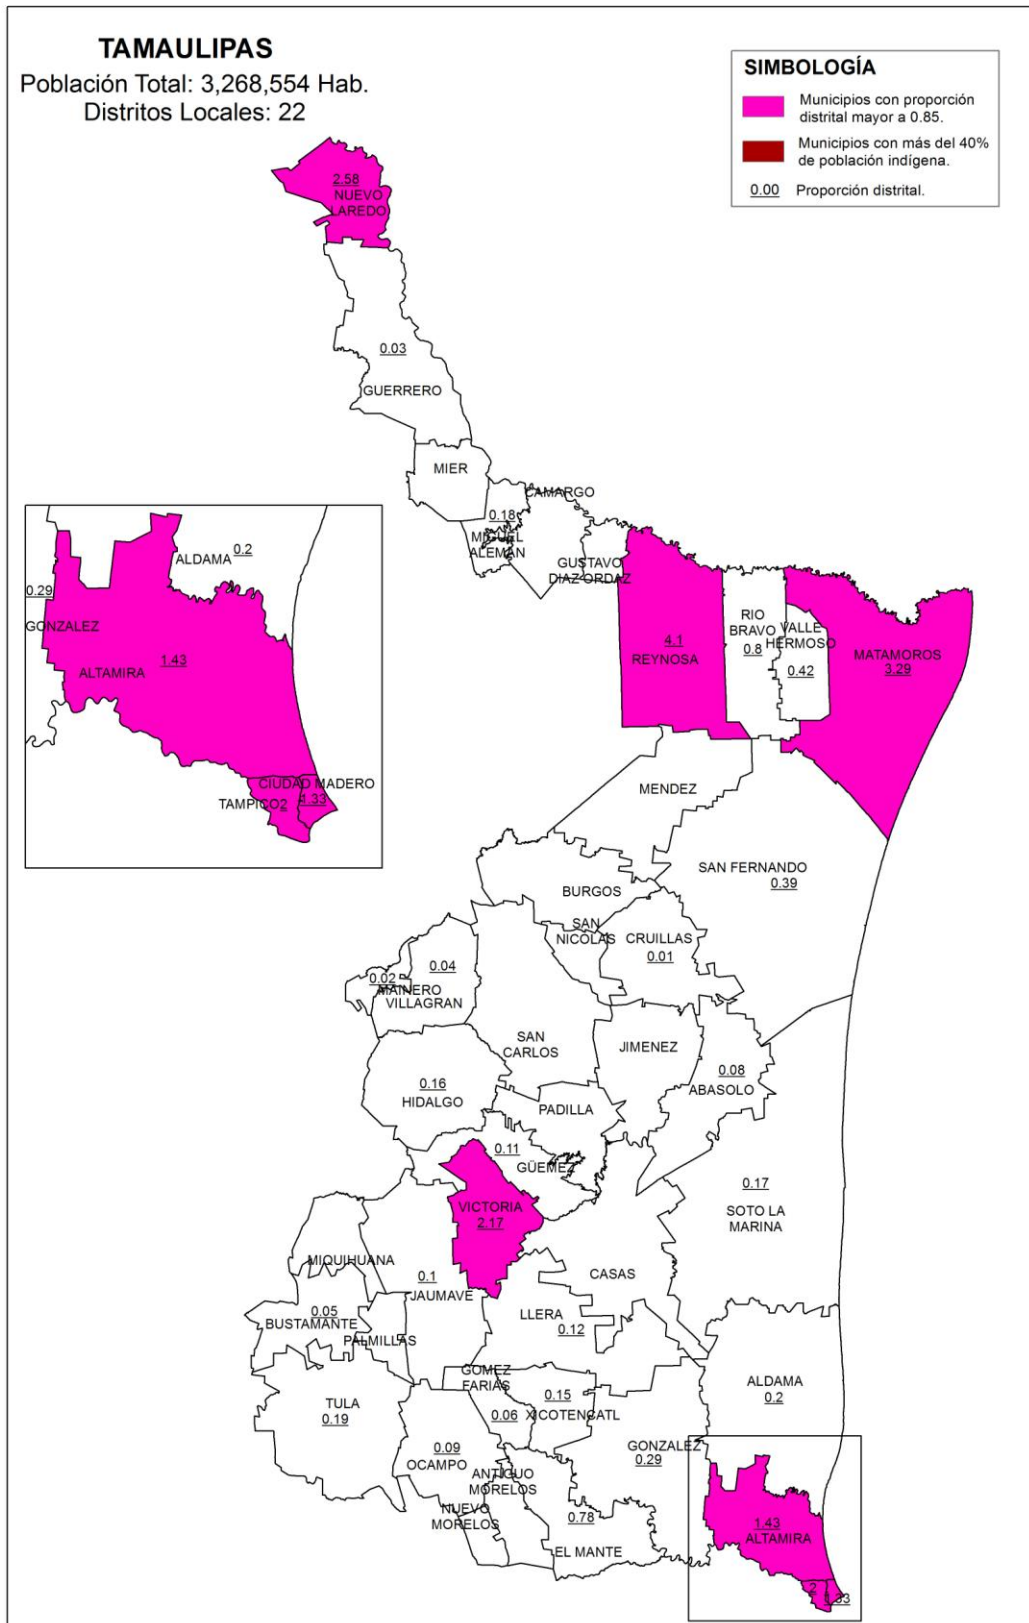 TAMAULIPAS
Población Total: 3,268,554 Hab.
Distritos Locales: 22
SIMBOLOGÍA
Municipios con proporción
distrital mayor a 0.85.
Municipios con más del 40%
de población indígena.
0.00 Proporción distrital.
2.58
NUEVO
LAREDO
0.03
GUERRERO
MIER
CAMARGO
0.18
MIGUEL
ALEMAN
GUSTAVO
DIAZ ORDAZ
4.1
REYNOSA
RIO
BRAVO
0.8
VALLE
HERMOSO
0.42
MATAMOROS
3.29
ALDAMA 0.2
0.29
GONZALEZ
1.43
ALTAMIRA
CIUDAD MADERO
1.33
TAMPICO 2
MENDEZ
SAN FERNANDO
0.39
BURGOS
SAN
NICOLAS
CRUILLAS
0.01
0.02
MAINERO
0.04
VILLAGRAN
SAN
CARLOS
JIMENEZ
0.08
ABASOLO
0.16
HIDALGO
PADILLA
0.11
GÜEMEZ
0.17
SOTO LA
MARINA
VICTORIA
2.17
MIQUIHUANA
CASAS
0.1
JAUMAVE
LLERA
0.12
0.05
BUSTAMANTE
PALMILLAS
GOMEZ
FARIAS
0.06
0.15
XICOTENCATL
ALDAMA
0.2
TULA
0.19
0.09
OCAMPO
GONZALEZ
0.29
ANTIGUO
MORELOS
NUEVO
MORELOS
0.78
EL MANTE
1.43
ALTAMIRA
2
1.33